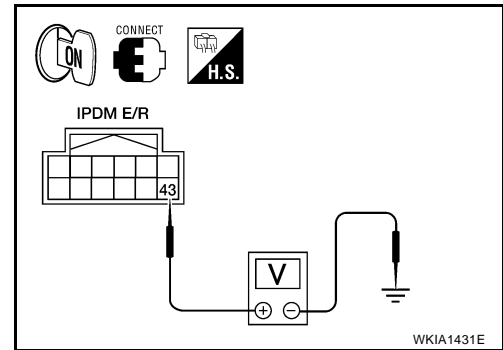 ON
CONNECT
H.S.
IPDM E/R
43
V
+ −
WKIA1431E